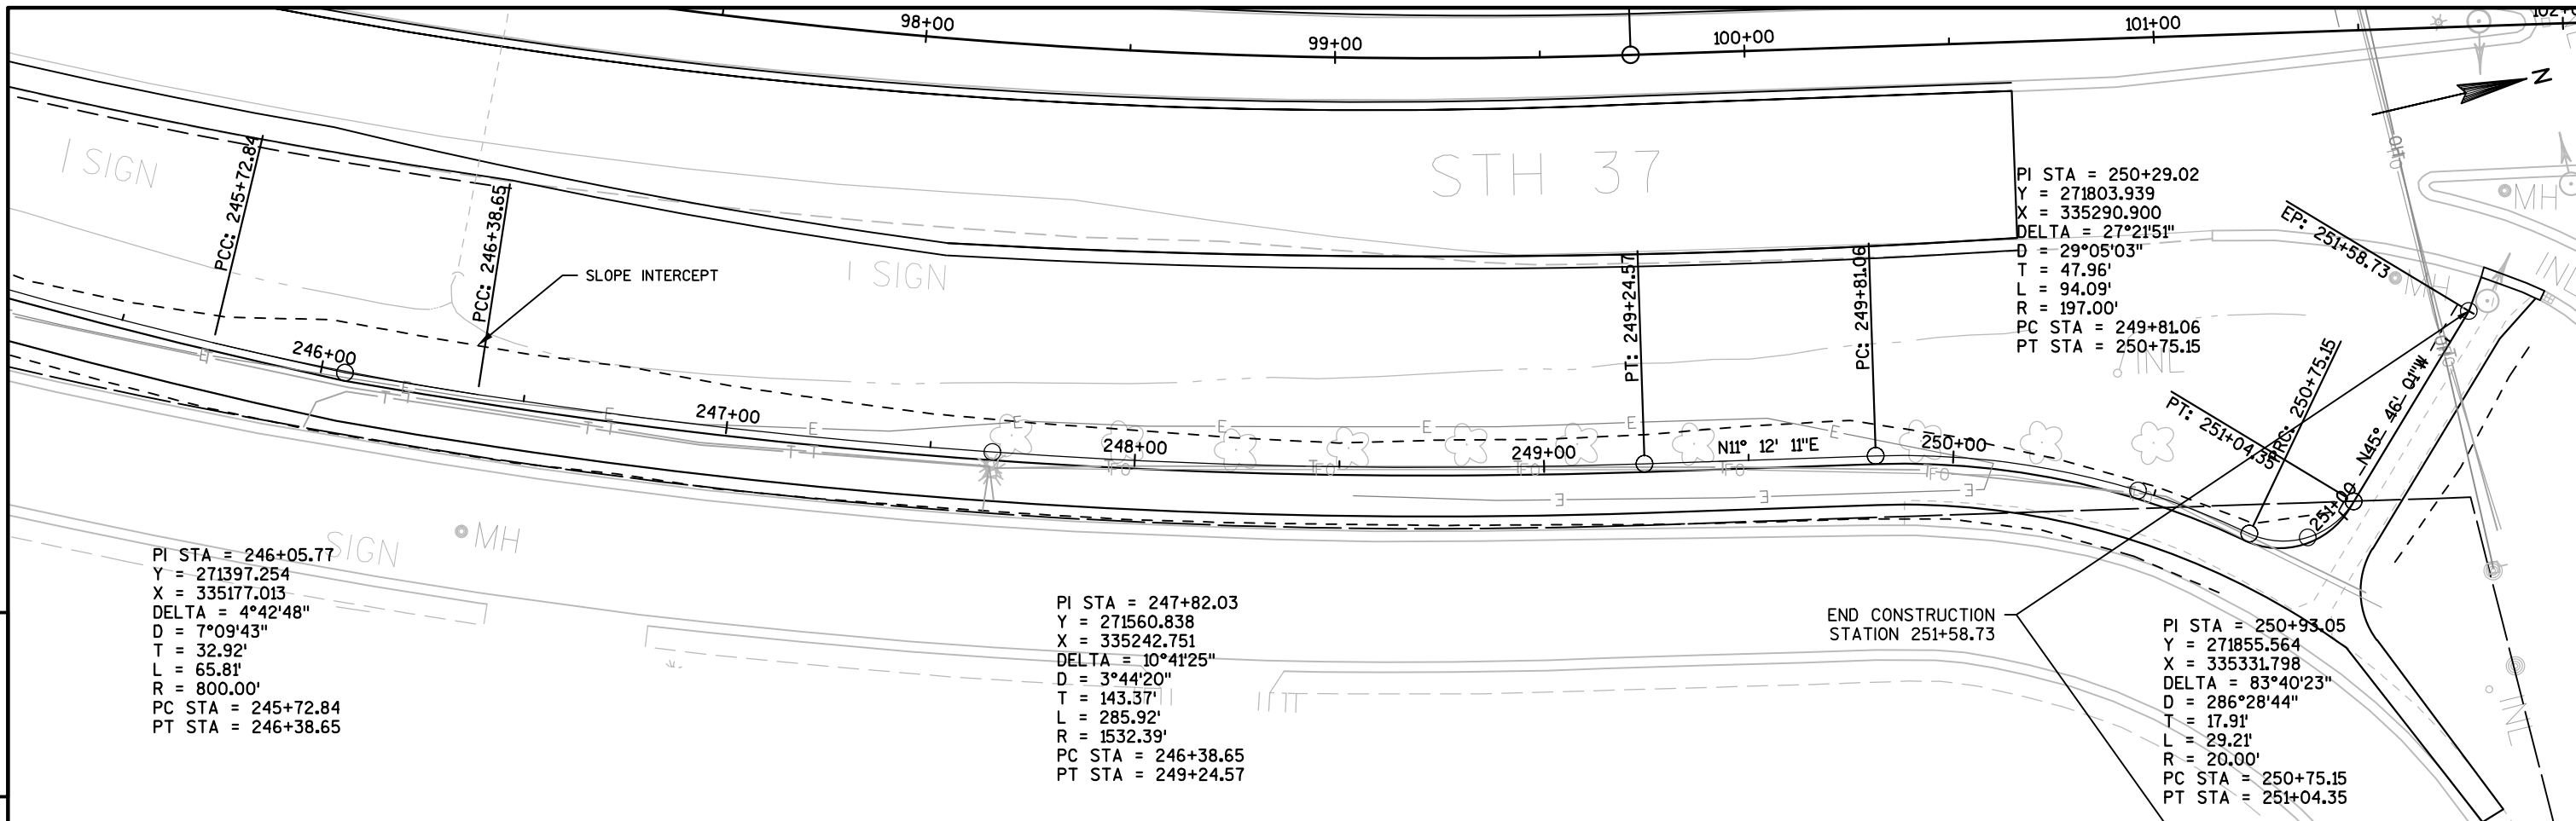 98+00
99+00
100+00
101+00
N
OHU
I SIGN
PCC: 245+72.84
PCC: 246+38.65
SLOPE INTERCEPT
I SIGN
STH 37
PT: 249+24.57
PC: 249+81.06
PI STA = 250+29.02
Y = 271803.939
X = 335290.900
DELTA = 27°21'51"
D = 29°05'03"
T = 47.96'
L = 94.09'
R = 197.00'
PC STA = 249+81.06
PT STA = 250+75.15
EP: 251+58.73
MH
MH
INL
INL
246+00
247+00
248+00
249+00
N11° 12' 11"E
250+00
PT: 251+04.35
PRC: 250+75.15
N45° 46' 01"W
251+00
E
E
E
E
E
E
E
E
E
E
E
T-T
T-T
T-T
FO
FO
FO
FO
SIGN
MH
PI STA = 246+05.77
Y = 271397.254
X = 335177.013
DELTA = 4°42'48"
D = 7°09'43"
T = 32.92'
L = 65.81'
R = 800.00'
PC STA = 245+72.84
PT STA = 246+38.65
PI STA = 247+82.03
Y = 271560.838
X = 335242.751
DELTA = 10°41'25"
D = 3°44'20"
T = 143.37'
L = 285.92'
R = 1532.39'
PC STA = 246+38.65
PT STA = 249+24.57
END CONSTRUCTION
STATION 251+58.73
PI STA = 250+93.05
Y = 271855.564
X = 335331.798
DELTA = 83°40'23"
D = 286°28'44"
T = 17.91'
L = 29.21'
R = 20.00'
PC STA = 250+75.15
PT STA = 251+04.35
INL